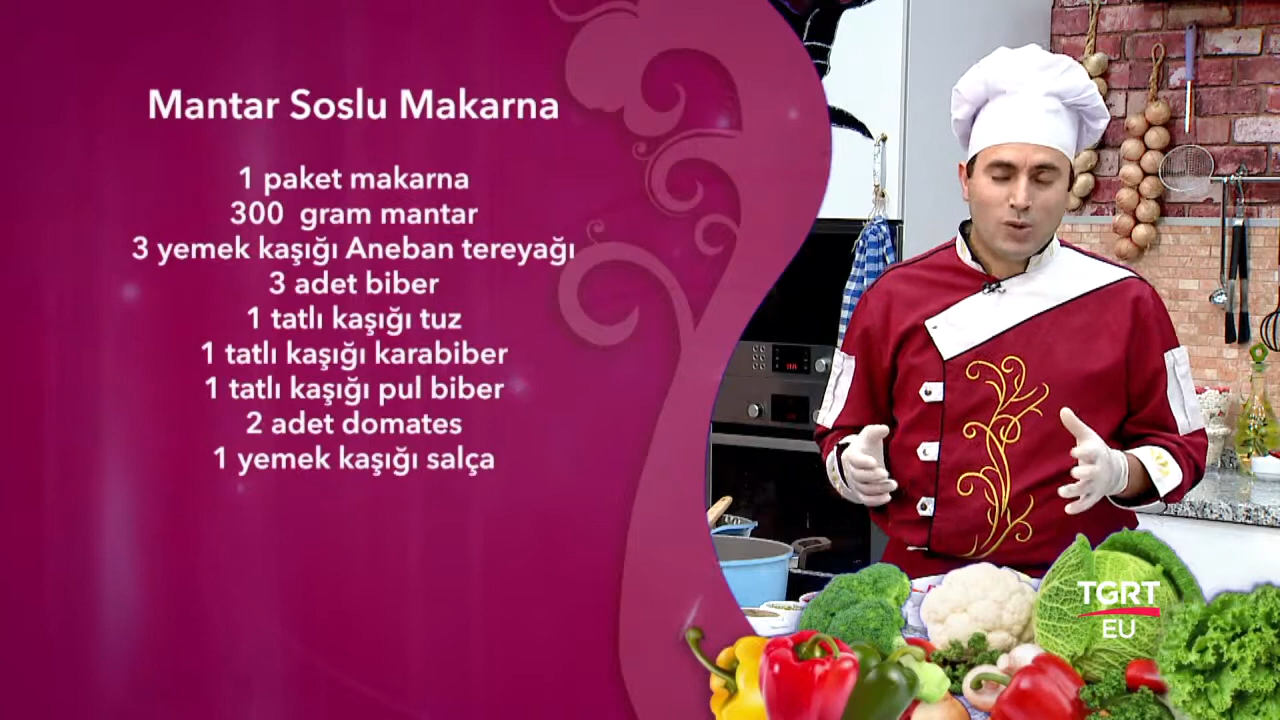 Mantar Soslu Makarna
1 paket makarna
300 gram mantar
3 yemek kaşığı Aneban tereyağı
3 adet biber
1 tatlı kaşığı tuz
1 tatlı kaşığı karabiber
1 tatlı kaşığı pul biber
2 adet domates
1 yemek kaşığı salça
TGRT
EU